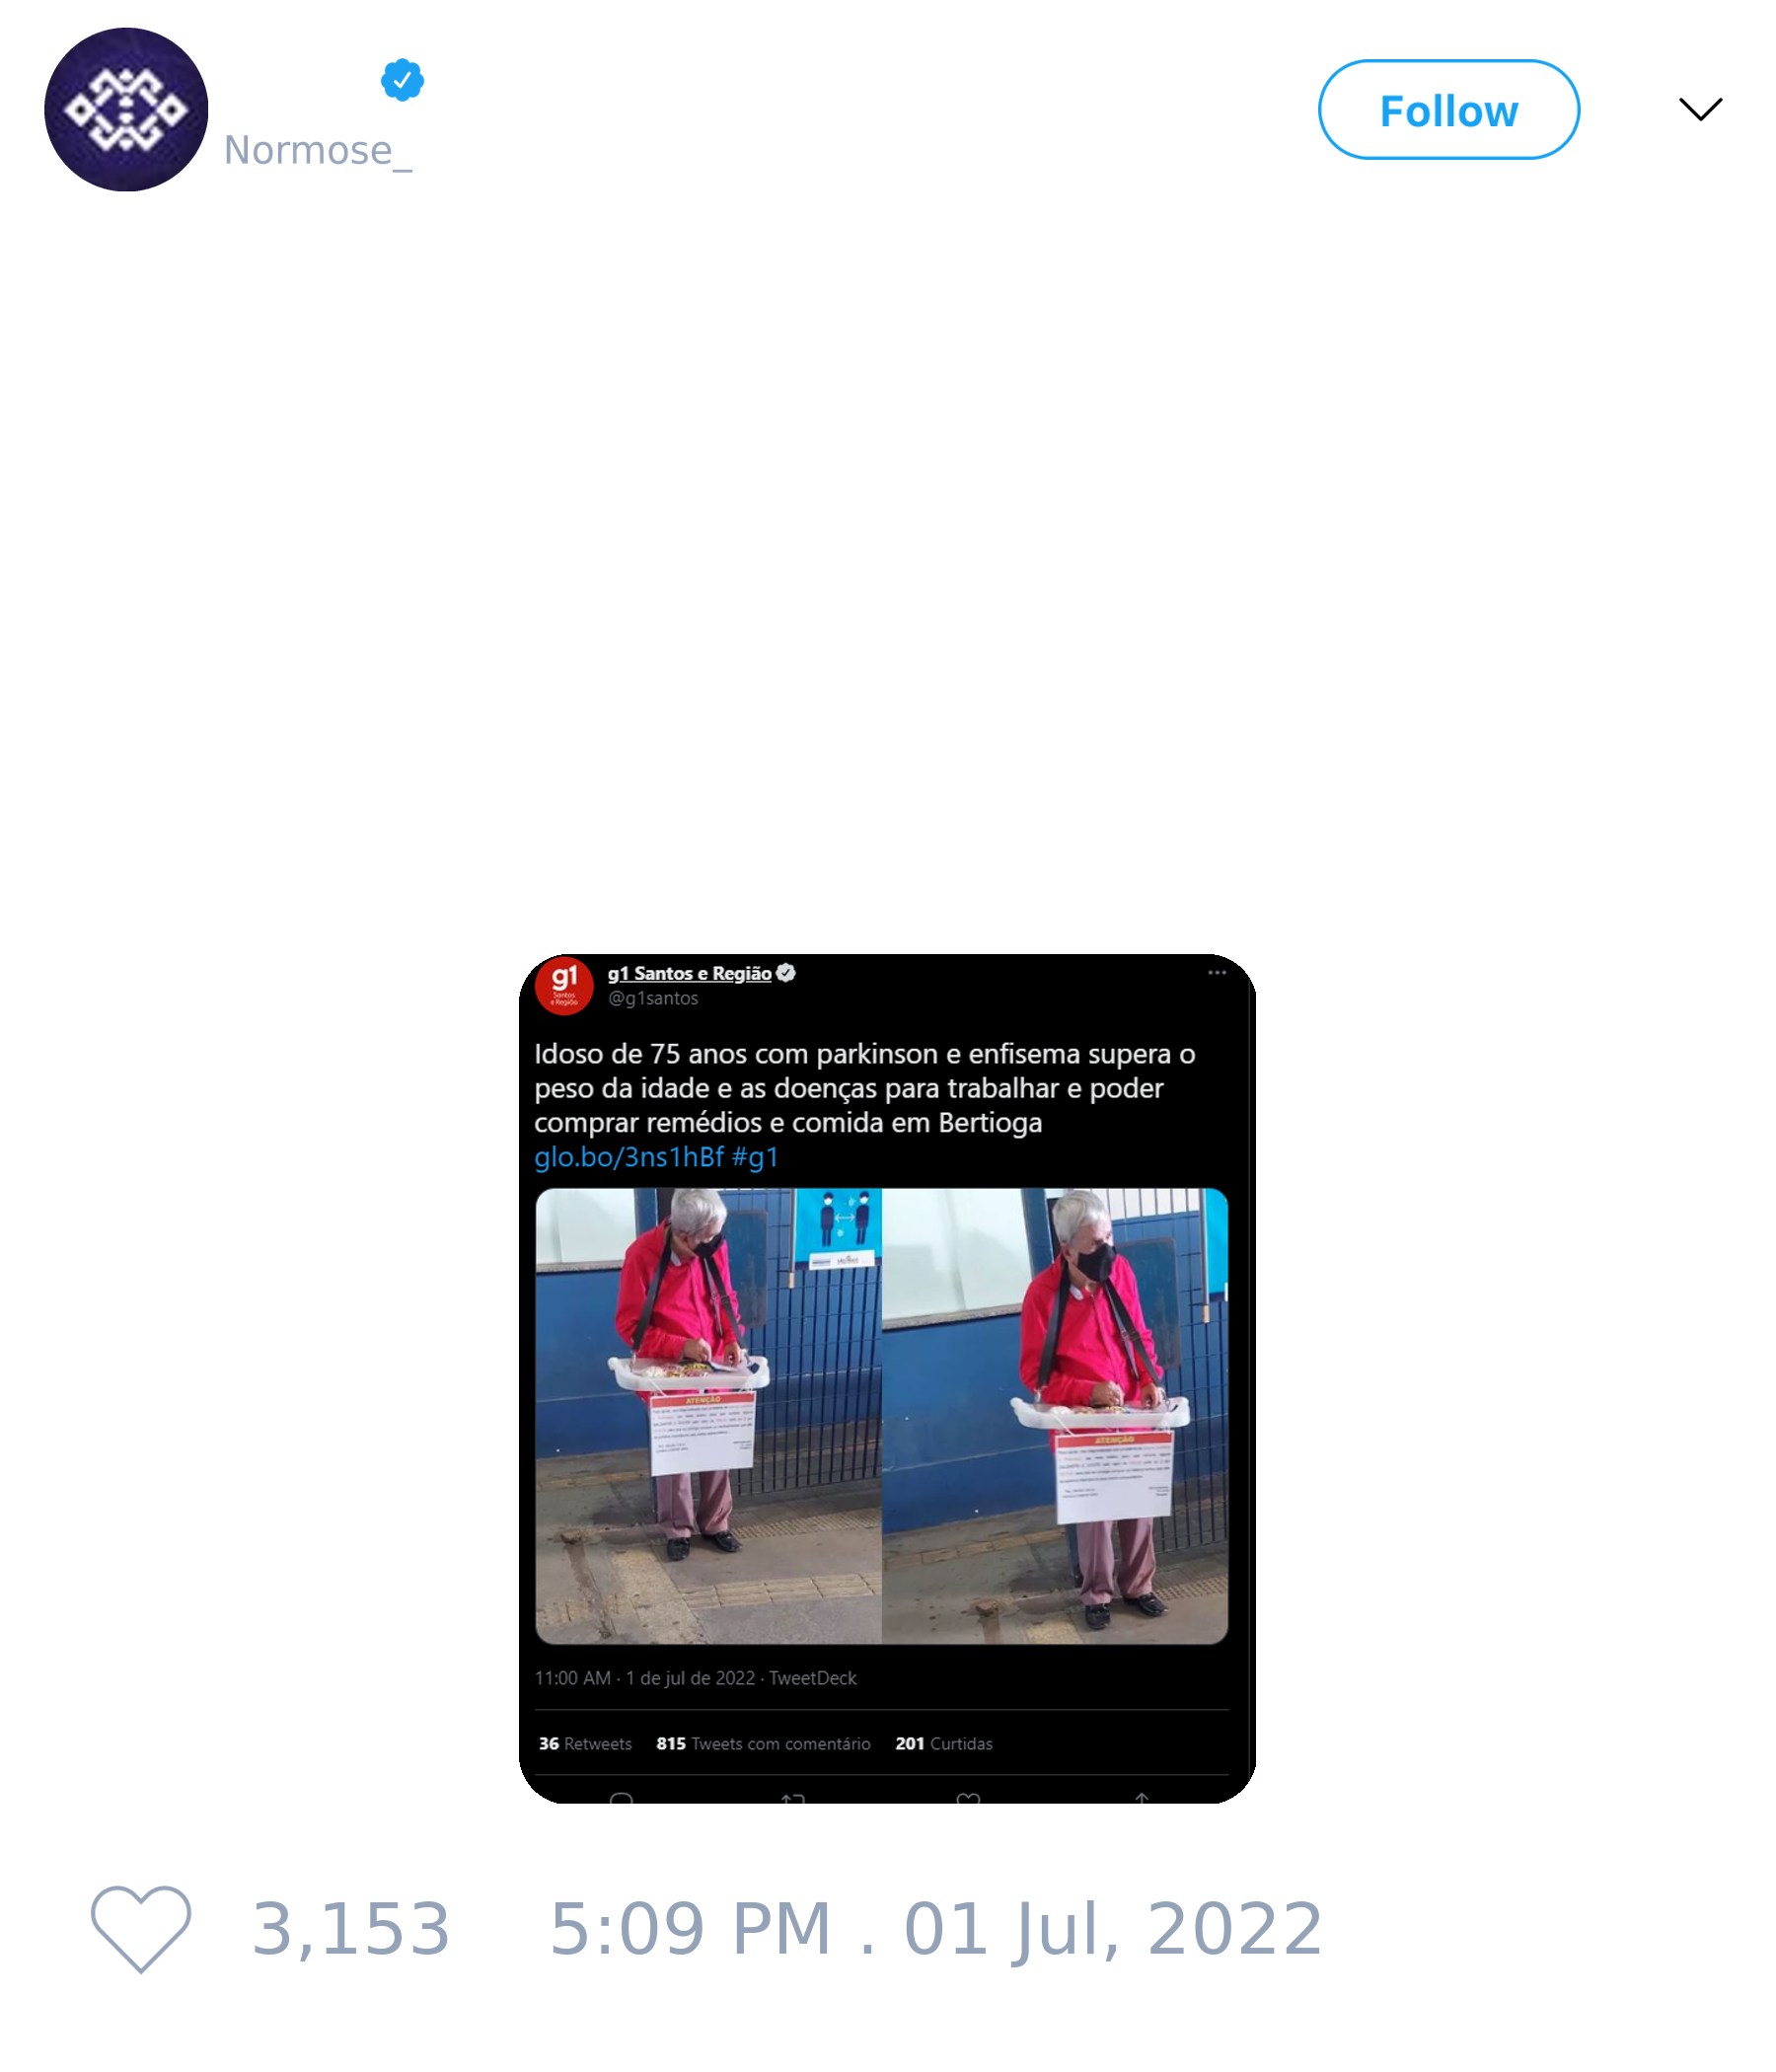 Normose_
Follow
g1
Santos
e Região
g1 Santos e Região
@g1santos
Idoso de 75 anos com parkinson e enfisema supera o
peso da idade e as doenças para trabalhar e poder
comprar remédios e comida em Bertioga
glo.bo/3ns1hBf #g1
ATENÇÃO
ATENÇÃO
11:00 AM · 1 de jul de 2022 · TweetDeck
36 Retweets 815 Tweets com comentário 201 Curtidas
3,153 5:09 PM . 01 Jul, 2022